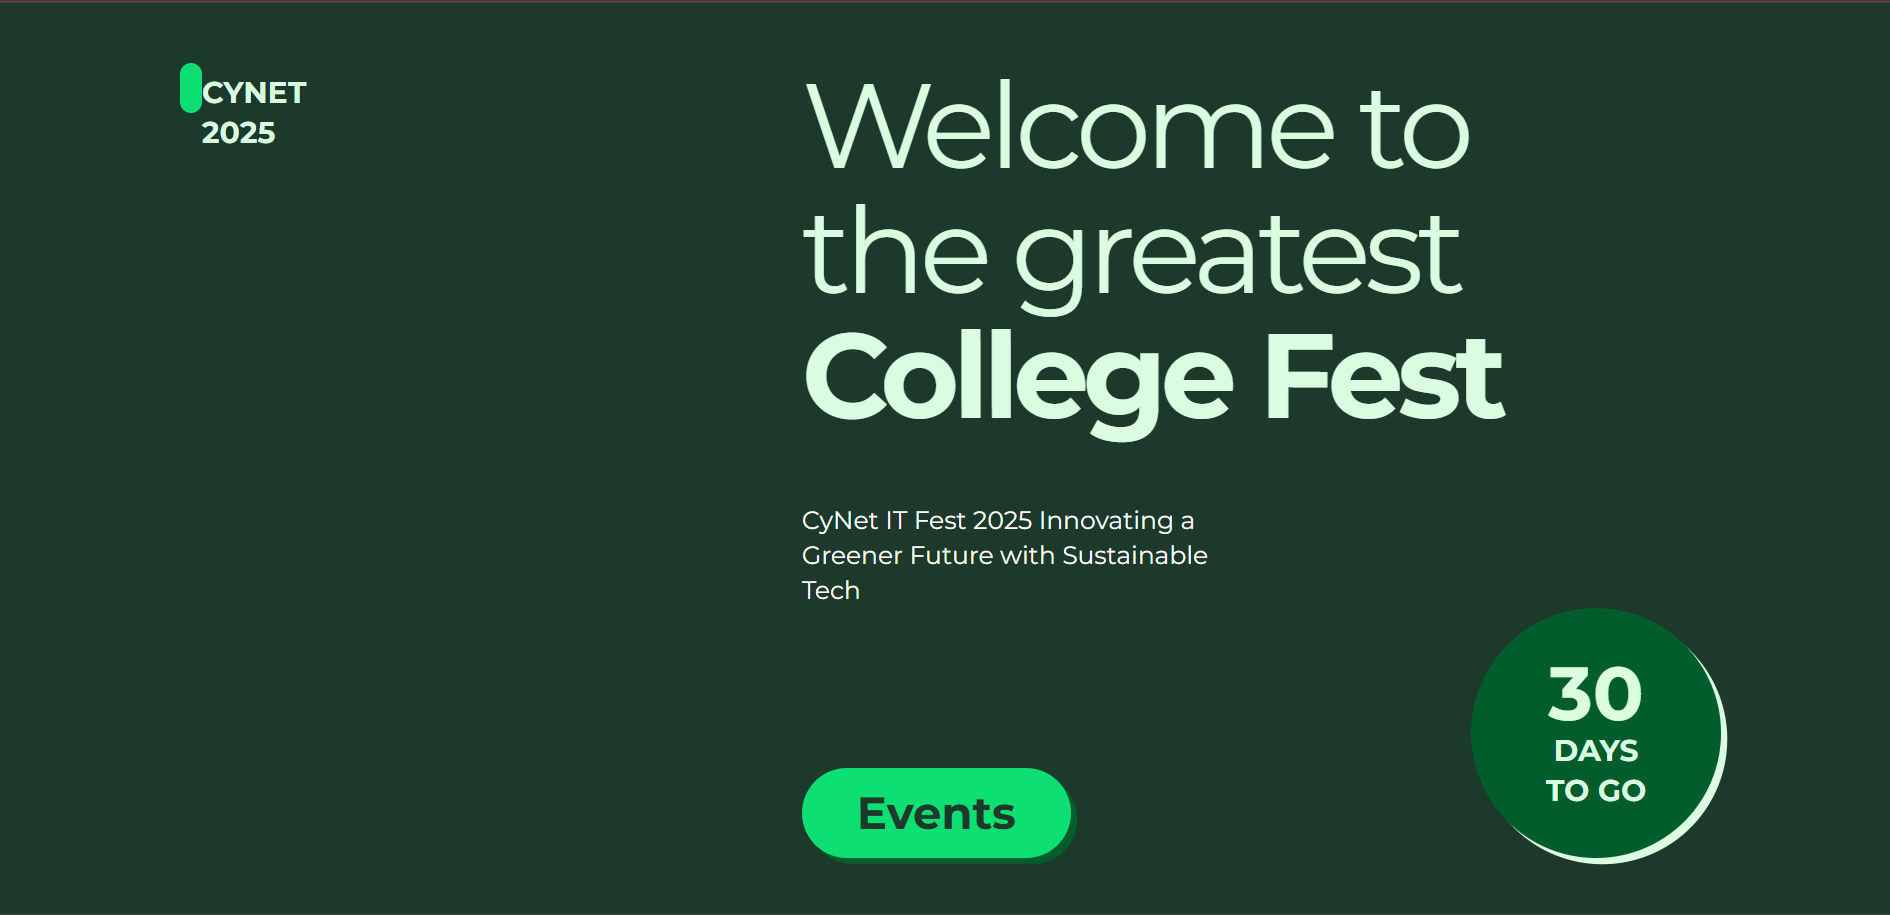 CYNET
2025
Welcome to
the greatest
College Fest
CyNet IT Fest 2025 Innovating a
Greener Future with Sustainable
Tech
30
DAYS
TO GO
Events